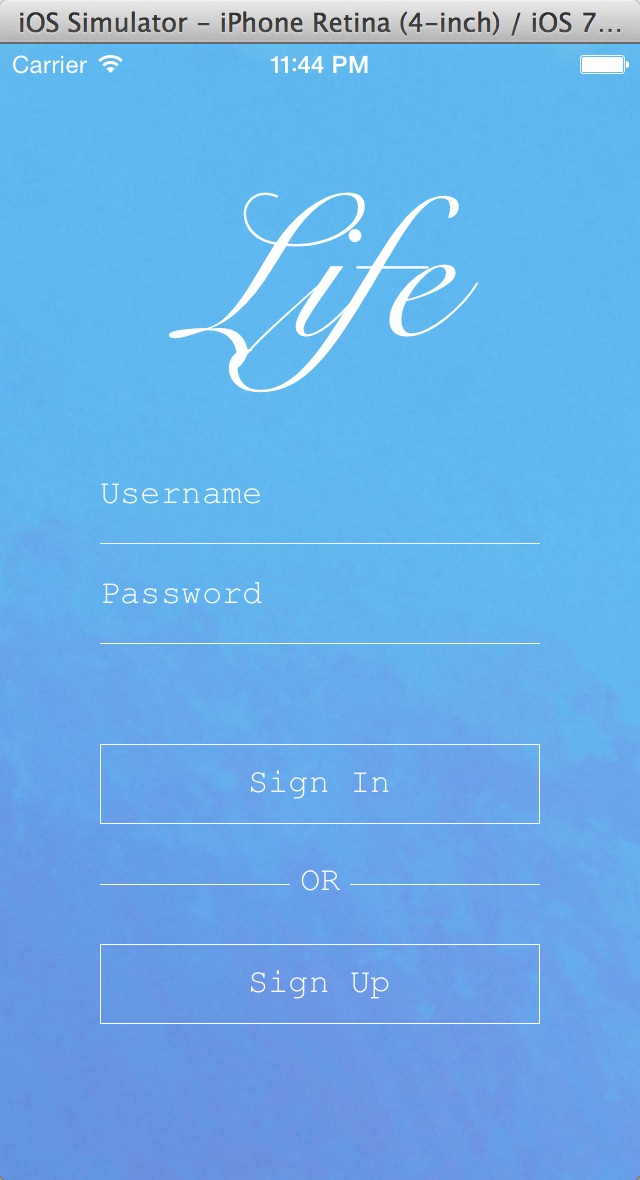 iOS Simulator - iPhone Retina (4-inch) / iOS 7...
Carrier 11:44 PM
Life
Username
Password
Sign In
OR
Sign Up